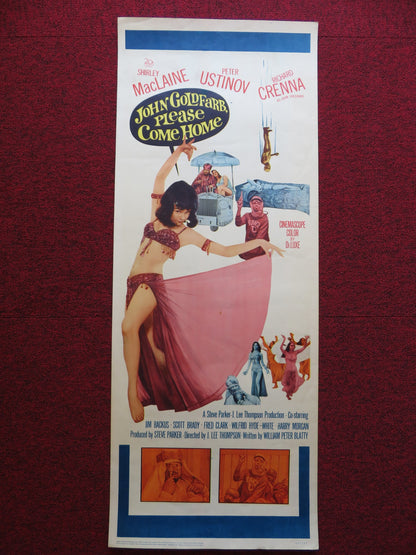 SHIRLEY
MacLAINE
PETER
USTINOV
RICHARD
CRENNA
JOHN GOLDFARB,
PLEASE
COME HOME
CINEMASCOPE
COLOR
BY
DeLUXE
A Steve Parker-J. Lee Thompson Production · Co-starring
JIM BACKUS · SCOTT BRADY · FRED CLARK · WILFRID HYDE-WHITE · HARRY MORGAN
Produced by STEVE PARKER · Directed by J. LEE THOMPSON · Written by WILLIAM PETER BLATTY